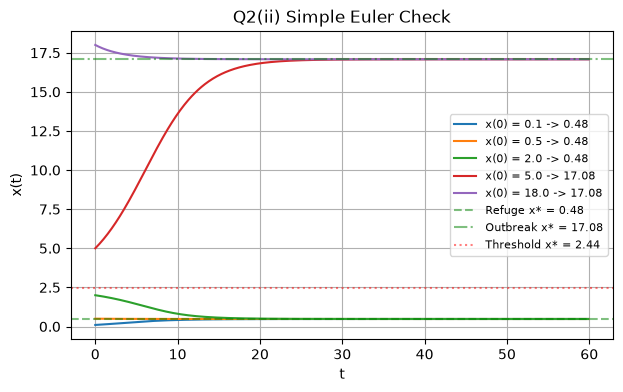 Q2(ii) Simple Euler Check
x(t)
17.5
15.0
12.5
10.0
7.5
5.0
2.5
0.0
x(0) = 0.1 -> 0.48
x(0) = 0.5 -> 0.48
x(0) = 2.0 -> 0.48
x(0) = 5.0 -> 17.08
x(0) = 18.0 -> 17.08
Refuge x* = 0.48
Outbreak x* = 17.08
Threshold x* = 2.44
0 10 20 30 40 50 60
t